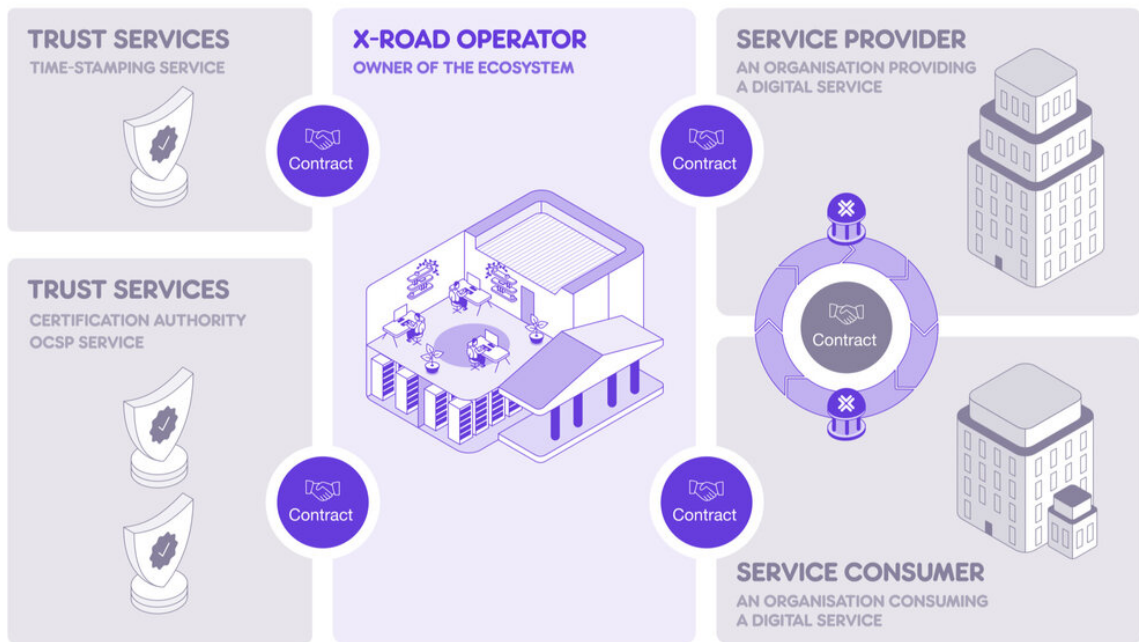 TRUST SERVICES
TIME-STAMPING SERVICE
Contract
TRUST SERVICES
CERTIFICATION AUTHORITY
OCSP SERVICE
Contract
X-ROAD OPERATOR
OWNER OF THE ECOSYSTEM
Contract
Contract
SERVICE PROVIDER
AN ORGANISATION PROVIDING
A DIGITAL SERVICE
Contract
SERVICE CONSUMER
AN ORGANISATION CONSUMING
A DIGITAL SERVICE